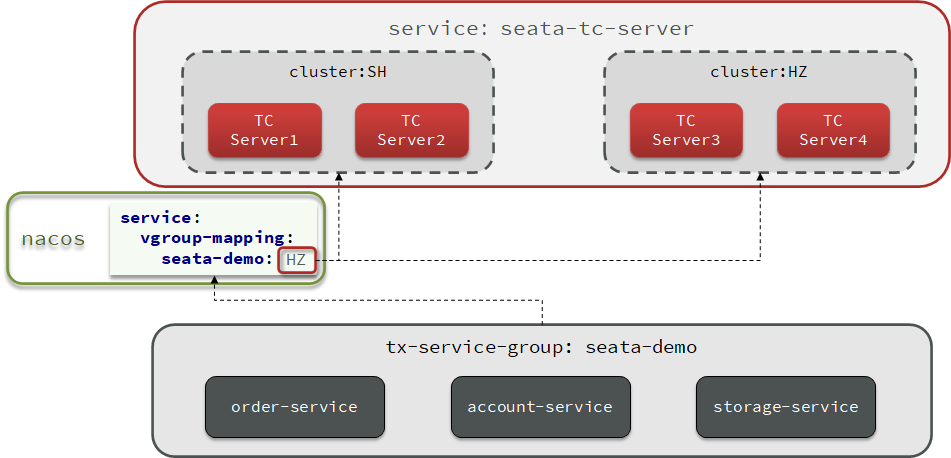 service: seata-tc-server
cluster:SH
cluster:HZ
TC
Server1
TC
Server2
TC
Server3
TC
Server4
nacos
service:
vgroup-mapping:
seata-demo: HZ
tx-service-group: seata-demo
order-service
account-service
storage-service